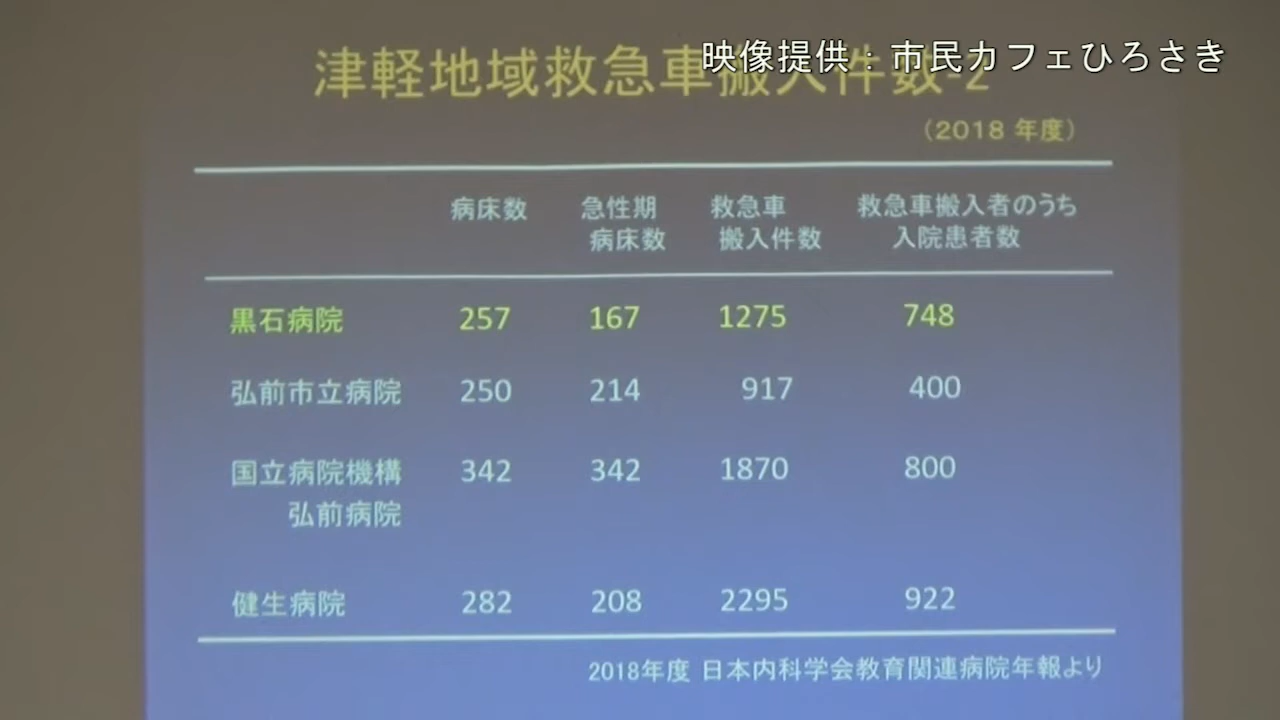 映像提供：市民カフェひろさき
津軽地域救急車搬入件数-2
（2018 年度）
病床数 急性期 救急車 救急車搬入者のうち
病床数 搬入件数 入院患者数
黒石病院 257 167 1275 748
弘前市立病院 250 214 917 400
国立病院機構 342 342 1870 800
弘前病院
健生病院 282 208 2295 922
2018年度 日本内科学会教育関連病院年報より